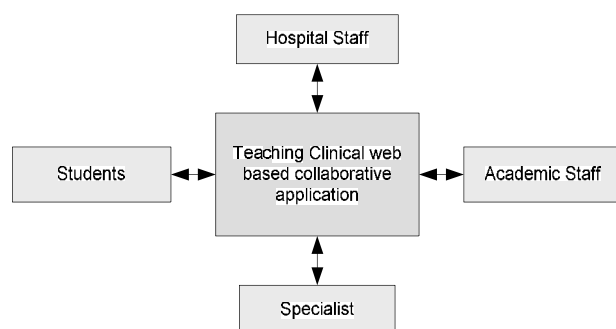 Hospital Staff
Teaching Clinical web
based collaborative
application
Students
Academic Staff
Specialist